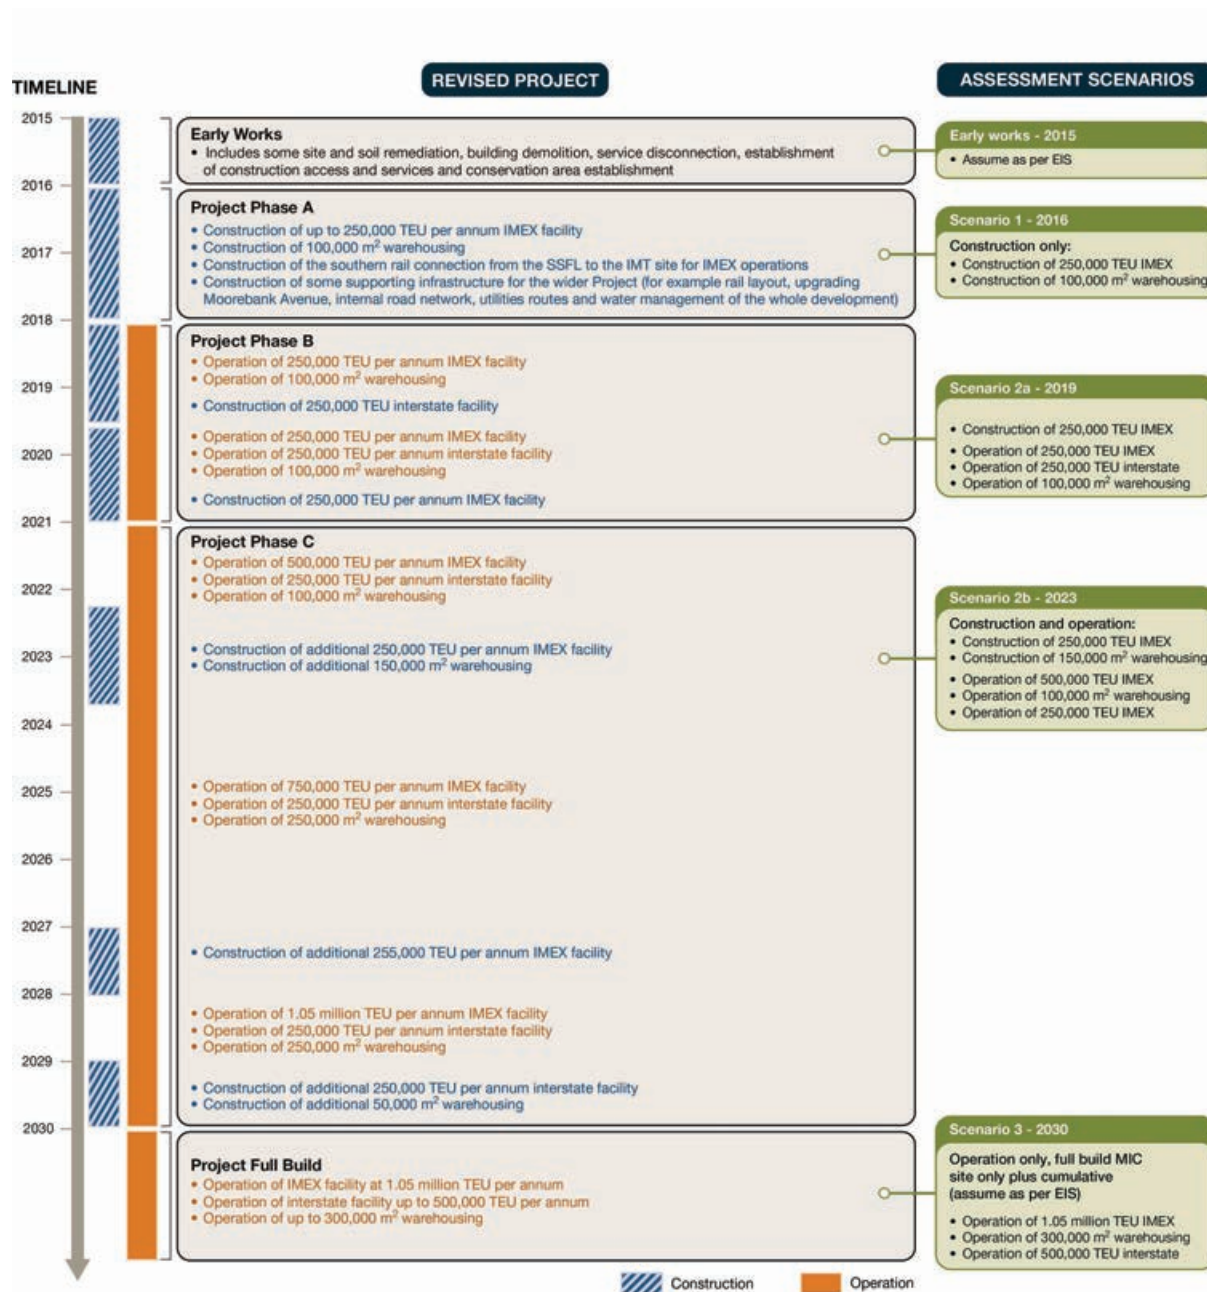 TIMELINE
REVISED PROJECT
ASSESSMENT SCENARIOS
2015
2016
2017
2018
2019
2020
2021
2022
2023
2024
2025
2026
2027
2028
2029
2030
Early Works
• Includes some site and soil remediation, building demolition, service disconnection, establishment
of construction access and services and conservation area establishment
Project Phase A
• Construction of up to 250,000 TEU per annum IMEX facility
• Construction of 100,000 m² warehousing
• Construction of the southern rail connection from the SSFL to the IMT site for IMEX operations
• Construction of some supporting infrastructure for the wider Project (for example rail layout, upgrading
Moorebank Avenue, internal road network, utilities routes and water management of the whole development)
Project Phase B
• Operation of 250,000 TEU per annum IMEX facility
• Operation of 100,000 m² warehousing
• Construction of 250,000 TEU interstate facility
• Operation of 250,000 TEU per annum IMEX facility
• Operation of 250,000 TEU per annum interstate facility
• Operation of 100,000 m² warehousing
• Construction of 250,000 TEU per annum IMEX facility
Project Phase C
• Operation of 500,000 TEU per annum IMEX facility
• Operation of 250,000 TEU per annum interstate facility
• Operation of 100,000 m² warehousing
• Construction of additional 250,000 TEU per annum IMEX facility
• Construction of additional 150,000 m² warehousing
• Operation of 750,000 TEU per annum IMEX facility
• Operation of 250,000 TEU per annum interstate facility
• Operation of 250,000 m² warehousing
• Construction of additional 255,000 TEU per annum IMEX facility
• Operation of 1.05 million TEU per annum IMEX facility
• Operation of 250,000 TEU per annum interstate facility
• Operation of 250,000 m² warehousing
• Construction of additional 250,000 TEU per annum interstate facility
• Construction of additional 50,000 m² warehousing
Project Full Build
• Operation of IMEX facility at 1.05 million TEU per annum
• Operation of interstate facility up to 500,000 TEU per annum
• Operation of up to 300,000 m² warehousing
Early works - 2015
• Assume as per EIS
Scenario 1 - 2016
Construction only:
• Construction of 250,000 TEU IMEX
• Construction of 100,000 m² warehousing
Scenario 2a - 2019
• Construction of 250,000 TEU IMEX
• Operation of 250,000 TEU IMEX
• Operation of 250,000 TEU interstate
• Operation of 100,000 m² warehousing
Scenario 2b - 2023
Construction and operation:
• Construction of 250,000 TEU IMEX
• Construction of 150,000 m² warehousing
• Operation of 500,000 TEU IMEX
• Operation of 100,000 m² warehousing
• Operation of 250,000 TEU IMEX
Scenario 3 - 2030
Operation only, full build MIC
site only plus cumulative
(assume as per EIS)
• Operation of 1.05 million TEU IMEX
• Operation of 300,000 m² warehousing
• Operation of 500,000 TEU interstate
Construction
Operation